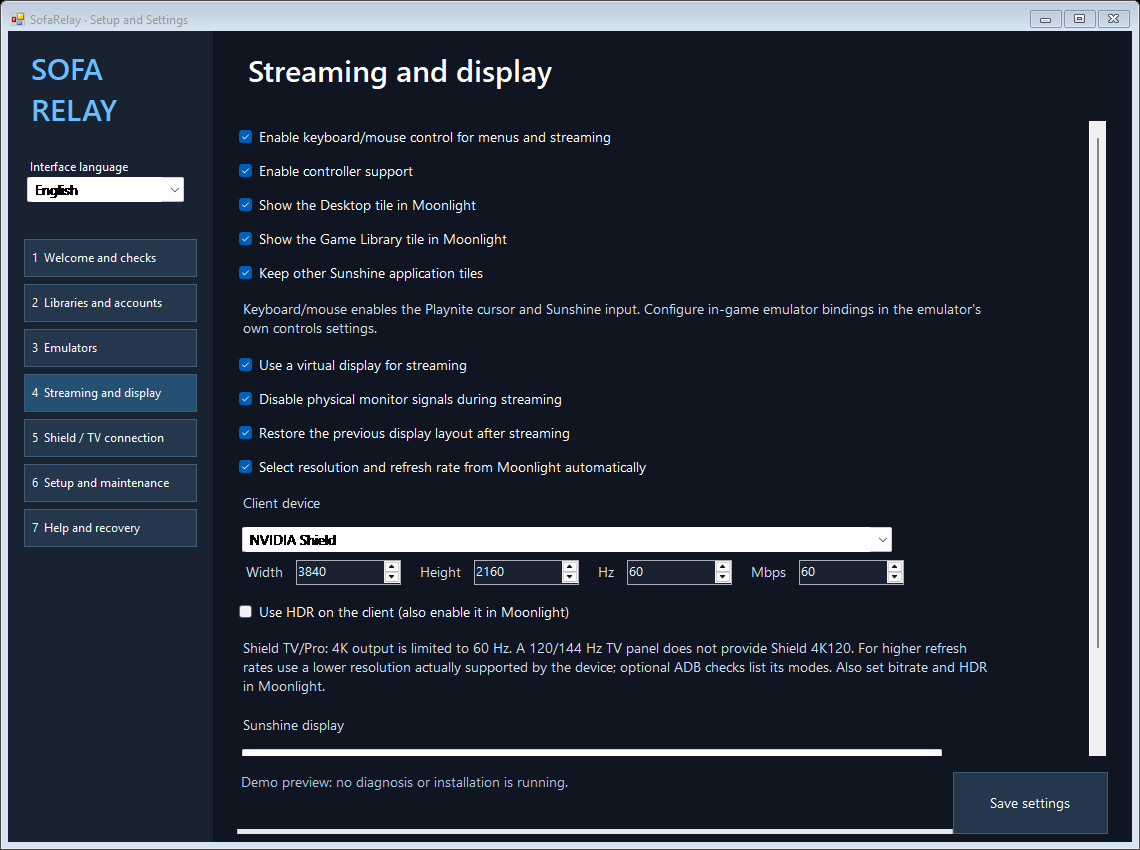 SofaRelay - Setup and Settings
SOFA
RELAY
Interface language
English
1 Welcome and checks
2 Libraries and accounts
3 Emulators
4 Streaming and display
5 Shield / TV connection
6 Setup and maintenance
7 Help and recovery
Streaming and display
Enable keyboard/mouse control for menus and streaming
Enable controller support
Show the Desktop tile in Moonlight
Show the Game Library tile in Moonlight
Keep other Sunshine application tiles
Keyboard/mouse enables the Playnite cursor and Sunshine input. Configure in-game emulator bindings in the emulator's
own controls settings.
Use a virtual display for streaming
Disable physical monitor signals during streaming
Restore the previous display layout after streaming
Select resolution and refresh rate from Moonlight automatically
Client device
NVIDIA Shield
Width 3840 Height 2160 Hz 60 Mbps 60
Use HDR on the client (also enable it in Moonlight)
Shield TV/Pro: 4K output is limited to 60 Hz. A 120/144 Hz TV panel does not provide Shield 4K120. For higher refresh
rates use a lower resolution actually supported by the device; optional ADB checks list its modes. Also set bitrate and HDR
in Moonlight.
Sunshine display
Demo preview: no diagnosis or installation is running.
Save settings